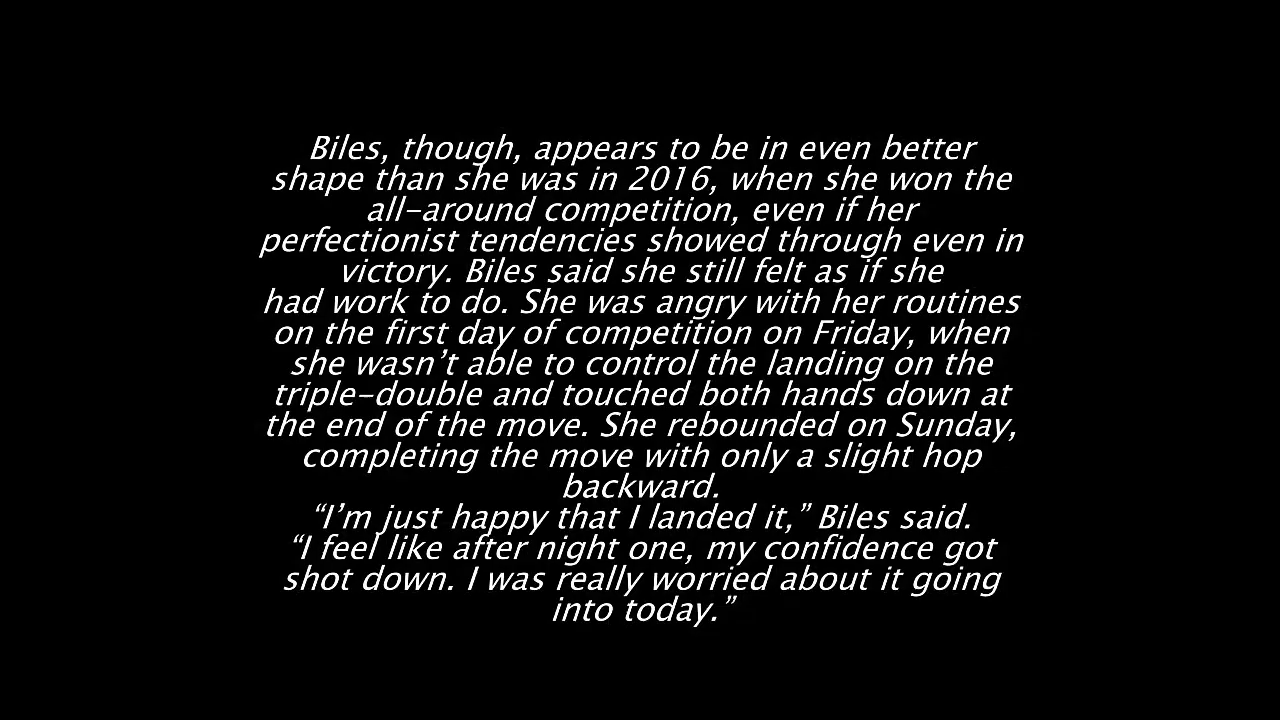 Biles, though, appears to be in even better
shape than she was in 2016, when she won the
all-around competition, even if her
perfectionist tendencies showed through even in
victory. Biles said she still felt as if she
had work to do. She was angry with her routines
on the first day of competition on Friday, when
she wasn’t able to control the landing on the
triple-double and touched both hands down at
the end of the move. She rebounded on Sunday,
completing the move with only a slight hop
backward.
“I’m just happy that I landed it,” Biles said.
“I feel like after night one, my confidence got
shot down. I was really worried about it going
into today.”